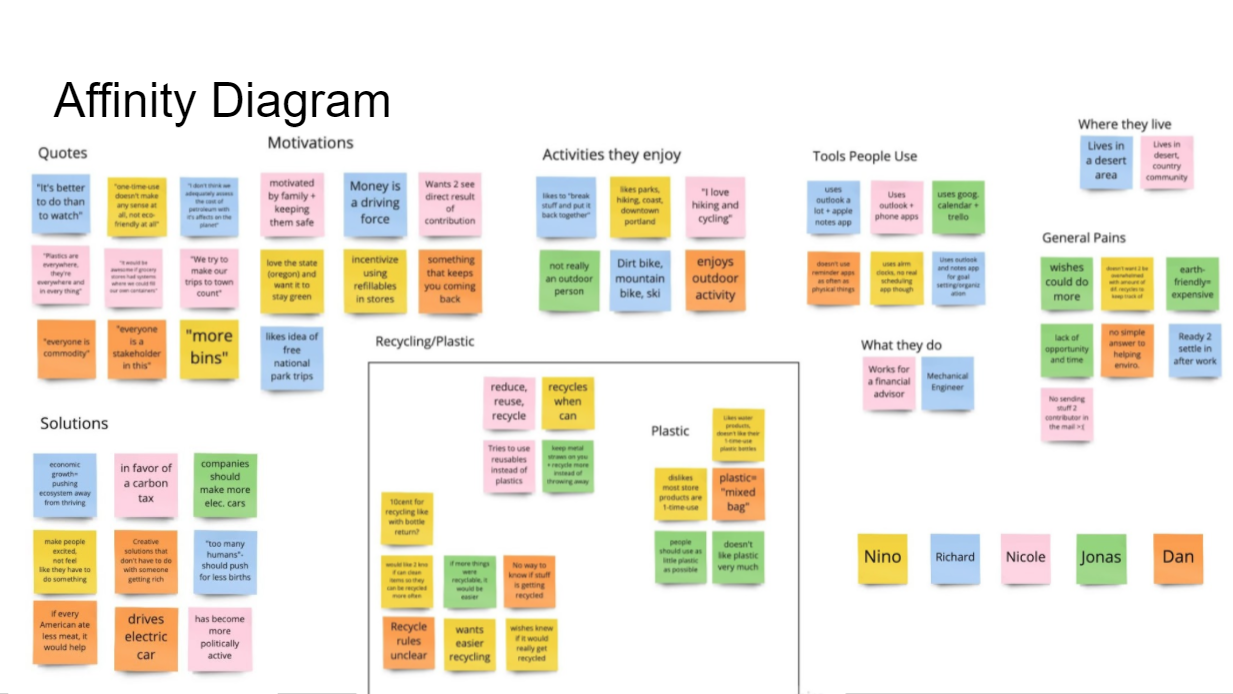 Affinity Diagram
Quotes
"It's better
to do than
to watch"
"one-time-use
doesn't make
any sense at
all, not eco-
friendly at all"
"I don't think we
adequately assess
the cost of
petroleum with
it's affects on the
planet"
"Plastics are
everywhere,
they're
everywhere and
in every thing"
"It would be
awesome if grocery
stores had systems
where we could fill
our own containers"
"We try to
make our
trips to town
count"
"everyone is
commodity"
"everyone
is a
stakeholder
in this"
"more
bins"
Motivations
motivated
by family +
keeping
them safe
Money is
a driving
force
Wants 2 see
direct result
of
contribution
love the state
(oregon) and
want it to
stay green
incentivize
using
refillables
in stores
something
that keeps
you coming
back
likes idea of
free
national
park trips
Activities they enjoy
likes to "break
stuff and put it
back together"
likes parks,
hiking, coast,
downtown
portland
"I love
hiking and
cycling"
not really
an outdoor
person
Dirt bike,
mountain
bike, ski
enjoys
outdoor
activity
Tools People Use
uses
outlook a
lot + apple
notes app
Uses
outlook +
phone apps
uses goog.
calendar +
trello
doesn't use
reminder apps
as often as
physical things
uses alrm
clocks, no real
scheduling
app though
Uses outlook
and notes app
for goal
setting/organiz
ation
Where they live
Lives in
a desert
area
Lives in
desert,
country
community
General Pains
wishes
could do
more
doesn't want 2 be
overwhelmed
with amount of
diff. recycles to
keep track of
earth-
friendly=
expensive
lack of
opportunity
and time
no simple
answer to
helping
enviro.
Ready 2
settle in
after work
No sending
stuff 2
contributor in
the mail >:(
What they do
Works for
a financial
advisor
Mechanical
Engineer
Solutions
economic
growth=
pushing
ecosystem away
from thriving
in favor of
a carbon
tax
companies
should
make more
elec. cars
make people
excited,
not feel
like they have to
do something
Creative
solutions that
don't have to do
with someone
getting rich
"too many
humans"-
should push
for less births
if every
American ate
less meat, it
would help
drives
electric
car
has become
more
politically
active
Recycling/Plastic
reduce,
reuse,
recycle
recycles
when
can
Tries to use
reusables
instead of
plastics
keep metal
straws on you
+ recycle more
instead of
throwing away
10cent for
recycling like
with bottle
return?
would like 2 kno
if can clean
items so they
can be recycled
more often
if more things
were
recyclable, it
would be
easier
No way to
know if stuff
is getting
recycled
Recycle
rules
unclear
wants
easier
recycling
wishes knew
if it would
really get
recycled
Plastic
Likes water
products,
doesn't like their
1-time-use
plastic bottles
dislikes
most store
products are
1-time-use
plastic=
"mixed
bag"
people
should use as
little plastic
as possible
doesn't
like plastic
very much
Nino
Richard
Nicole
Jonas
Dan